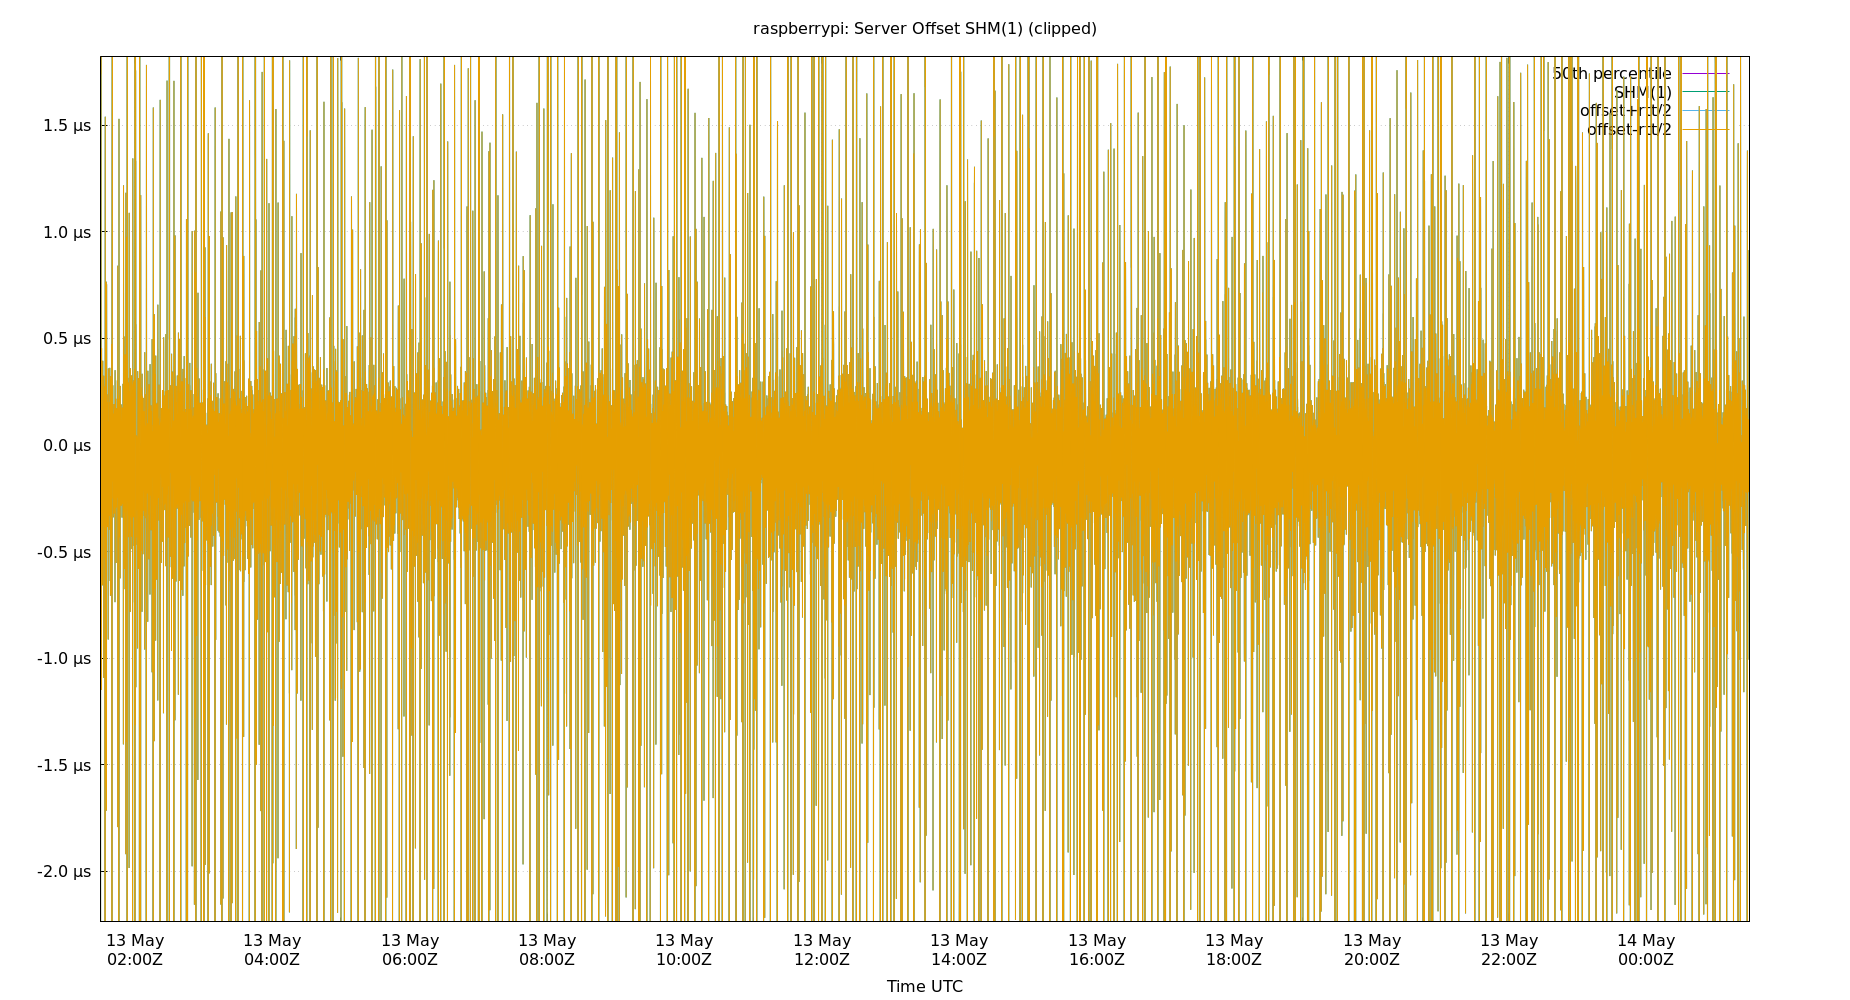 raspberrypi: Server Offset SHM(1) (clipped)
50th percentile
SHM(1)
offset+rtt/2
offset-rtt/2
1.5 µs
1.0 µs
0.5 µs
0.0 µs
-0.5 µs
-1.0 µs
-1.5 µs
-2.0 µs
13 May 13 May 13 May 13 May 13 May 13 May 13 May 13 May 13 May 13 May 13 May 14 May
02:00Z 04:00Z 06:00Z 08:00Z 10:00Z 12:00Z 14:00Z 16:00Z 18:00Z 20:00Z 22:00Z 00:00Z
Time UTC